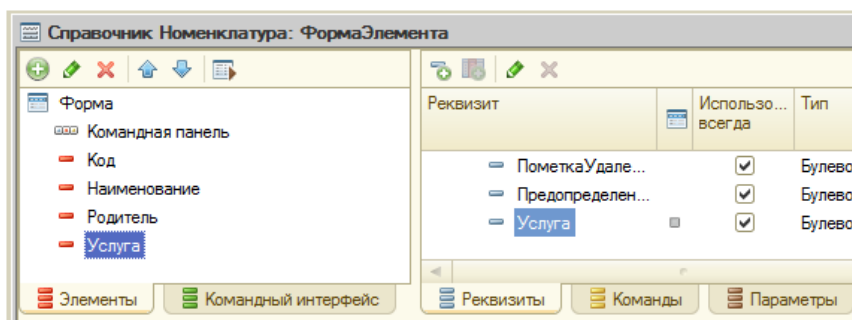 Справочник Номенклатура: ФормаЭлемента
Форма
Командная панель
Код
Наименование
Родитель
Услуга
Элементы
Командный интерфейс
Реквизит
Использо...
всегда
Тип
ПометкаУдале...
Булево
Предопределен...
Булево
Услуга
Булево
Реквизиты
Команды
Параметры